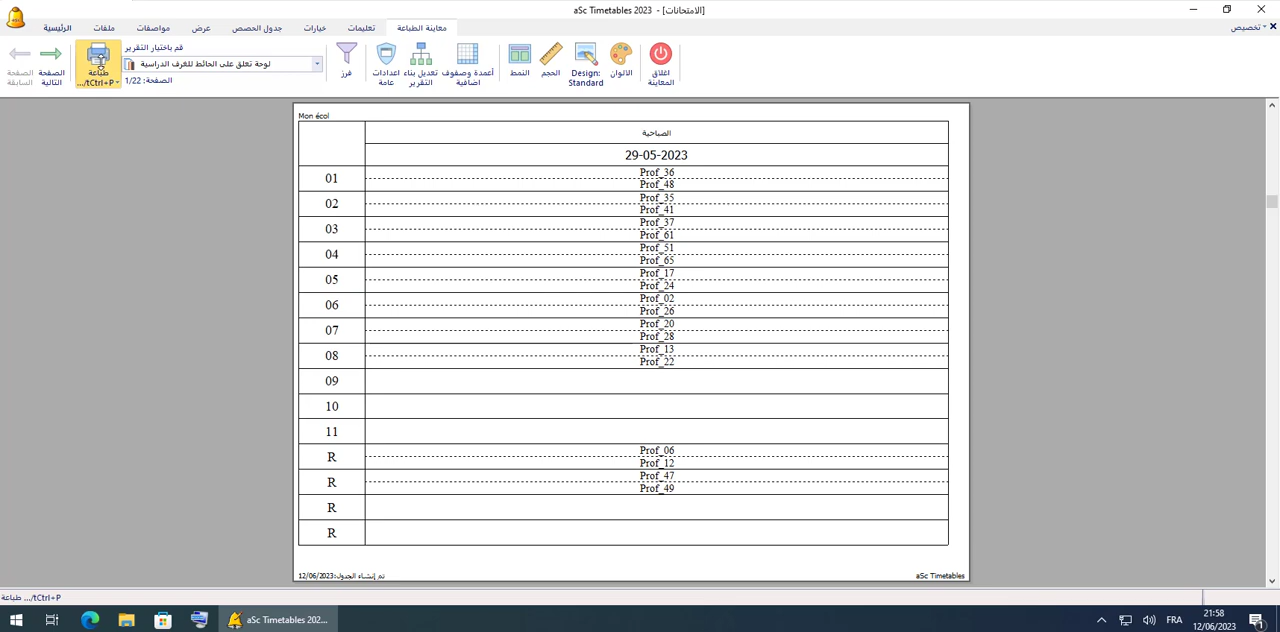 aSc Timetables 2023 - [الامتحانات]
الرئيسية
ملفات
مواصفات
عرض
جدول الحصص
خيارات
تعليمات
معاينة الطباعة
تخصيص
الصفحة السابقة
الصفحة التالية
طباعة
.../tCtrl+P
قم باختيار التقرير
لوحة تعلق على الحائط للغرف الدراسية
الصفحة: 1/22
فرز
اعدادات عامة
تعديل بناء التقرير
أعمدة وصفوف اضافية
النمط
الحجم
Design: Standard
الالوان
اغلاق المعاينة
Mon écol
الصباحية
29-05-2023
01
Prof_36
Prof_48
02
Prof_35
Prof_41
03
Prof_37
Prof_61
04
Prof_51
Prof_65
05
Prof_17
Prof_24
06
Prof_02
Prof_26
07
Prof_20
Prof_28
08
Prof_13
Prof_22
09
10
11
R
Prof_06
Prof_12
R
Prof_47
Prof_49
R
R
تم إنشاء الجدول:12/06/2023
aSc Timetables
طباعة .../tCtrl+P
aSc Timetables 202...
FRA
21:58
12/06/2023
1